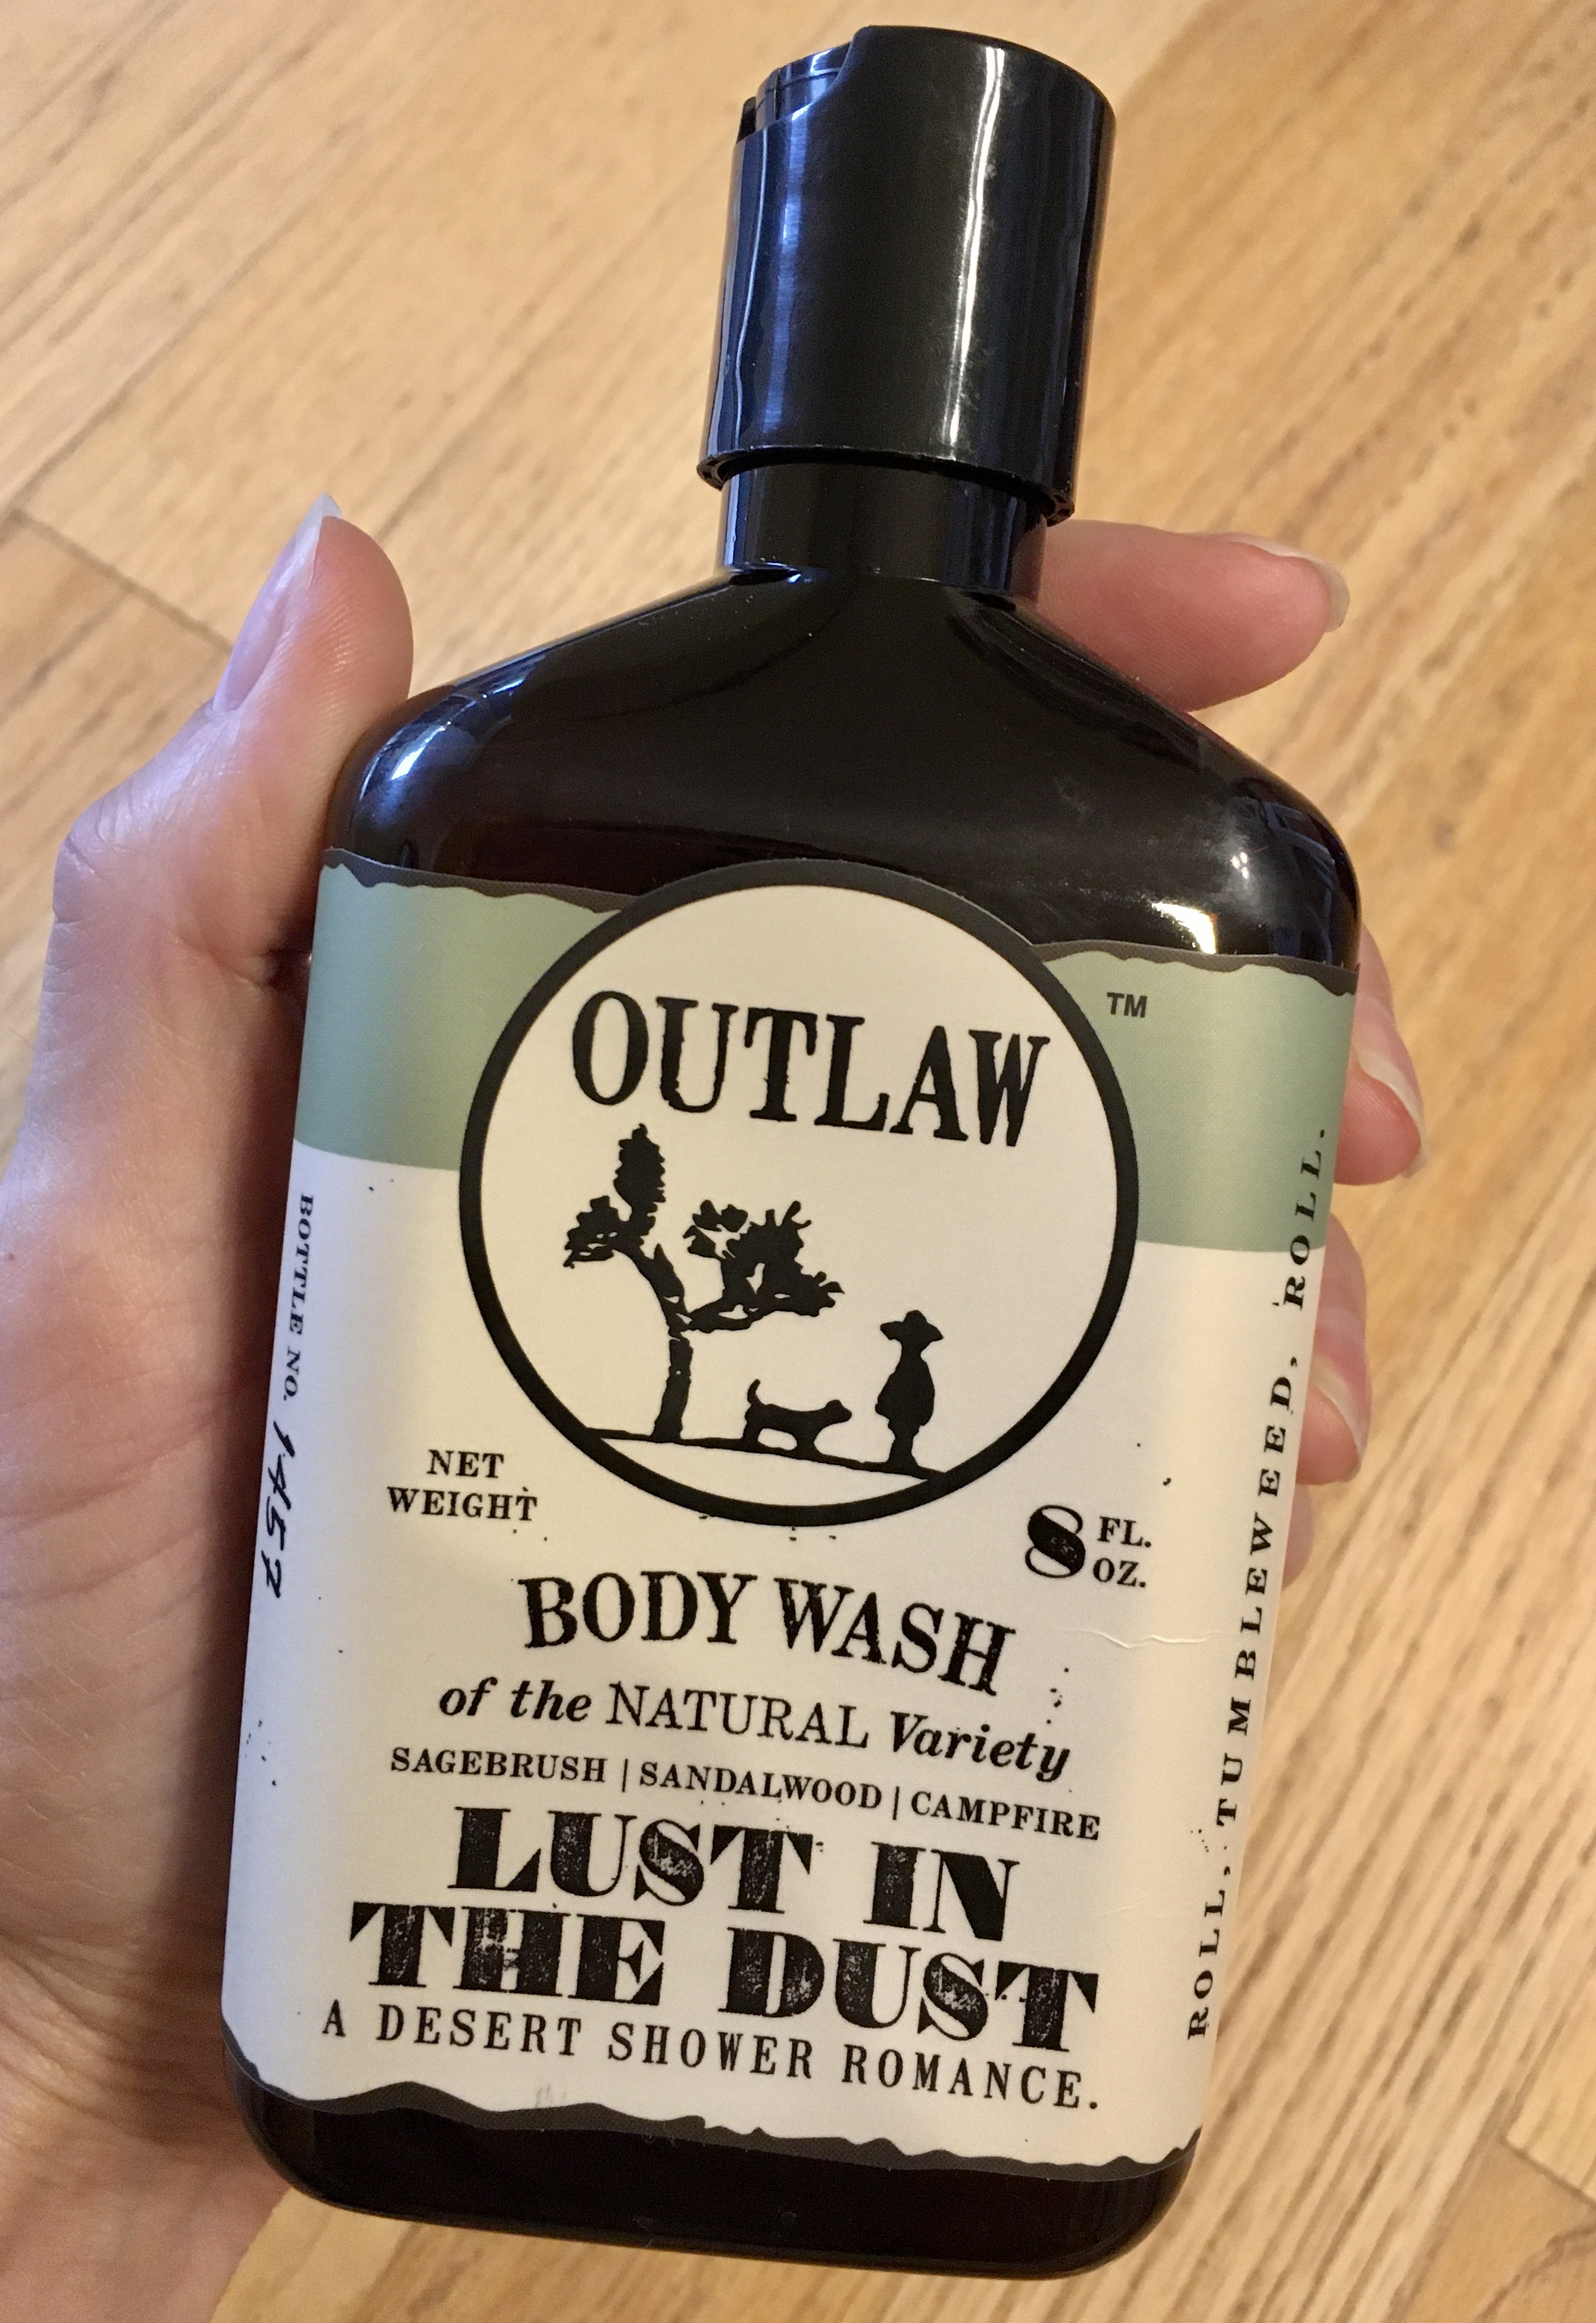 OUTLAW
TM
BOTTLE NO. 1457
NET
WEIGHT
8 FL.
OZ.
BODY WASH
of the NATURAL Variety
SAGEBRUSH | SANDALWOOD | CAMPFIRE
LUST IN
THE DUST
A DESERT SHOWER ROMANCE.
ROLL, TUMBLEWEED, ROLL.